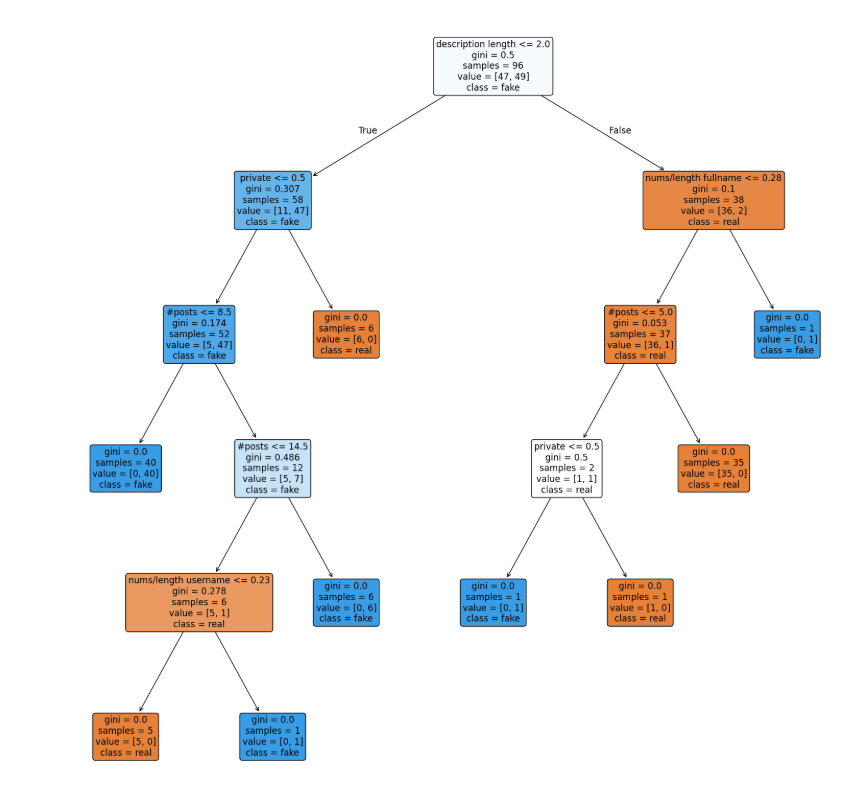 description length <= 2.0
gini = 0.5
samples = 96
value = [47, 49]
class = fake
True
False
private <= 0.5
gini = 0.307
samples = 58
value = [11, 47]
class = fake
nums/length fullname <= 0.28
gini = 0.1
samples = 38
value = [36, 2]
class = real
#posts <= 8.5
gini = 0.174
samples = 52
value = [5, 47]
class = fake
gini = 0.0
samples = 6
value = [6, 0]
class = real
#posts <= 5.0
gini = 0.053
samples = 37
value = [36, 1]
class = real
gini = 0.0
samples = 1
value = [0, 1]
class = fake
gini = 0.0
samples = 40
value = [0, 40]
class = fake
#posts <= 14.5
gini = 0.486
samples = 12
value = [5, 7]
class = fake
private <= 0.5
gini = 0.5
samples = 2
value = [1, 1]
class = real
gini = 0.0
samples = 35
value = [35, 0]
class = real
nums/length username <= 0.23
gini = 0.278
samples = 6
value = [5, 1]
class = real
gini = 0.0
samples = 6
value = [0, 6]
class = fake
gini = 0.0
samples = 1
value = [0, 1]
class = fake
gini = 0.0
samples = 1
value = [1, 0]
class = real
gini = 0.0
samples = 5
value = [5, 0]
class = real
gini = 0.0
samples = 1
value = [0, 1]
class = fake